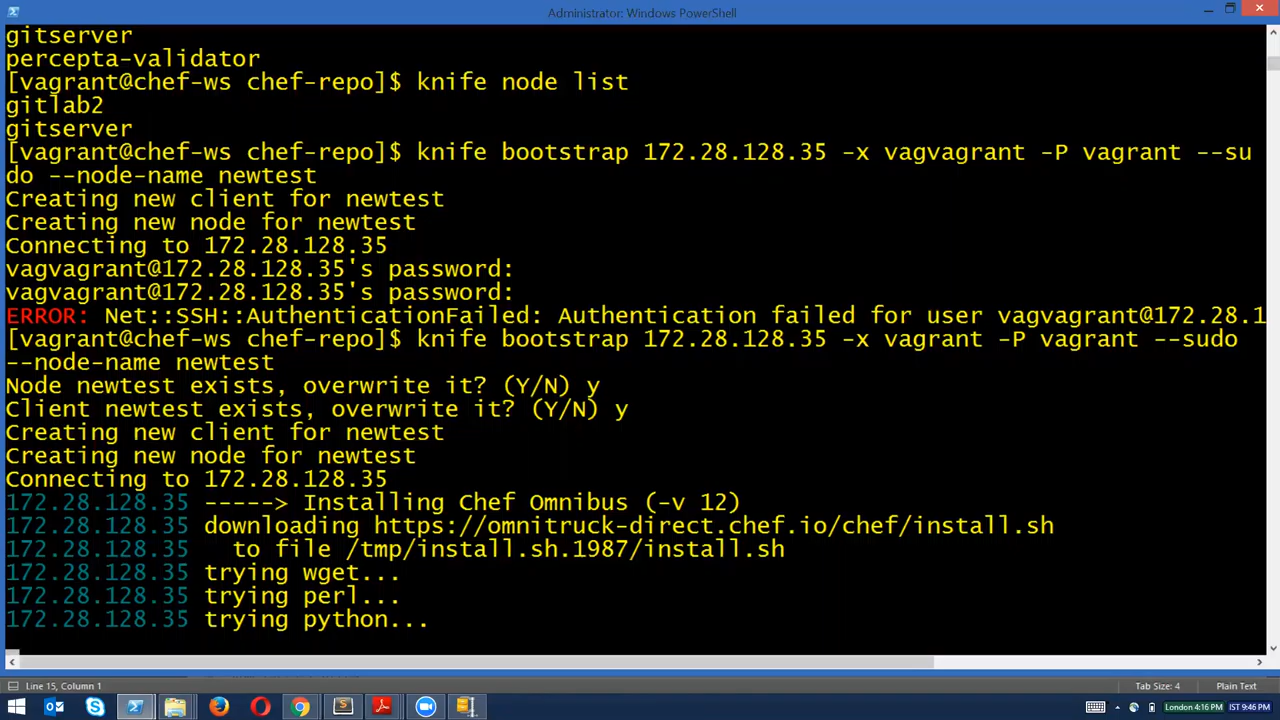 Administrator: Windows PowerShell
gitserver
percepta-validator
[vagrant@chef-ws chef-repo]$ knife node list
gitlab2
gitserver
[vagrant@chef-ws chef-repo]$ knife bootstrap 172.28.128.35 -x vagvagrant -P vagrant --su
do --node-name newtest
Creating new client for newtest
Creating new node for newtest
Connecting to 172.28.128.35
vagvagrant@172.28.128.35's password:
vagvagrant@172.28.128.35's password:
ERROR: Net::SSH::AuthenticationFailed: Authentication failed for user vagvagrant@172.28.1
[vagrant@chef-ws chef-repo]$ knife bootstrap 172.28.128.35 -x vagrant -P vagrant --sudo
--node-name newtest
Node newtest exists, overwrite it? (Y/N) y
Client newtest exists, overwrite it? (Y/N) y
Creating new client for newtest
Creating new node for newtest
Connecting to 172.28.128.35
172.28.128.35 -----> Installing Chef Omnibus (-v 12)
172.28.128.35 downloading https://omnitruck-direct.chef.io/chef/install.sh
172.28.128.35   to file /tmp/install.sh.1987/install.sh
172.28.128.35 trying wget...
172.28.128.35 trying perl...
172.28.128.35 trying python...
Line 15, Column 1
Tab Size: 4
Plain Text
London 4:16 PM
IST 9:46 PM